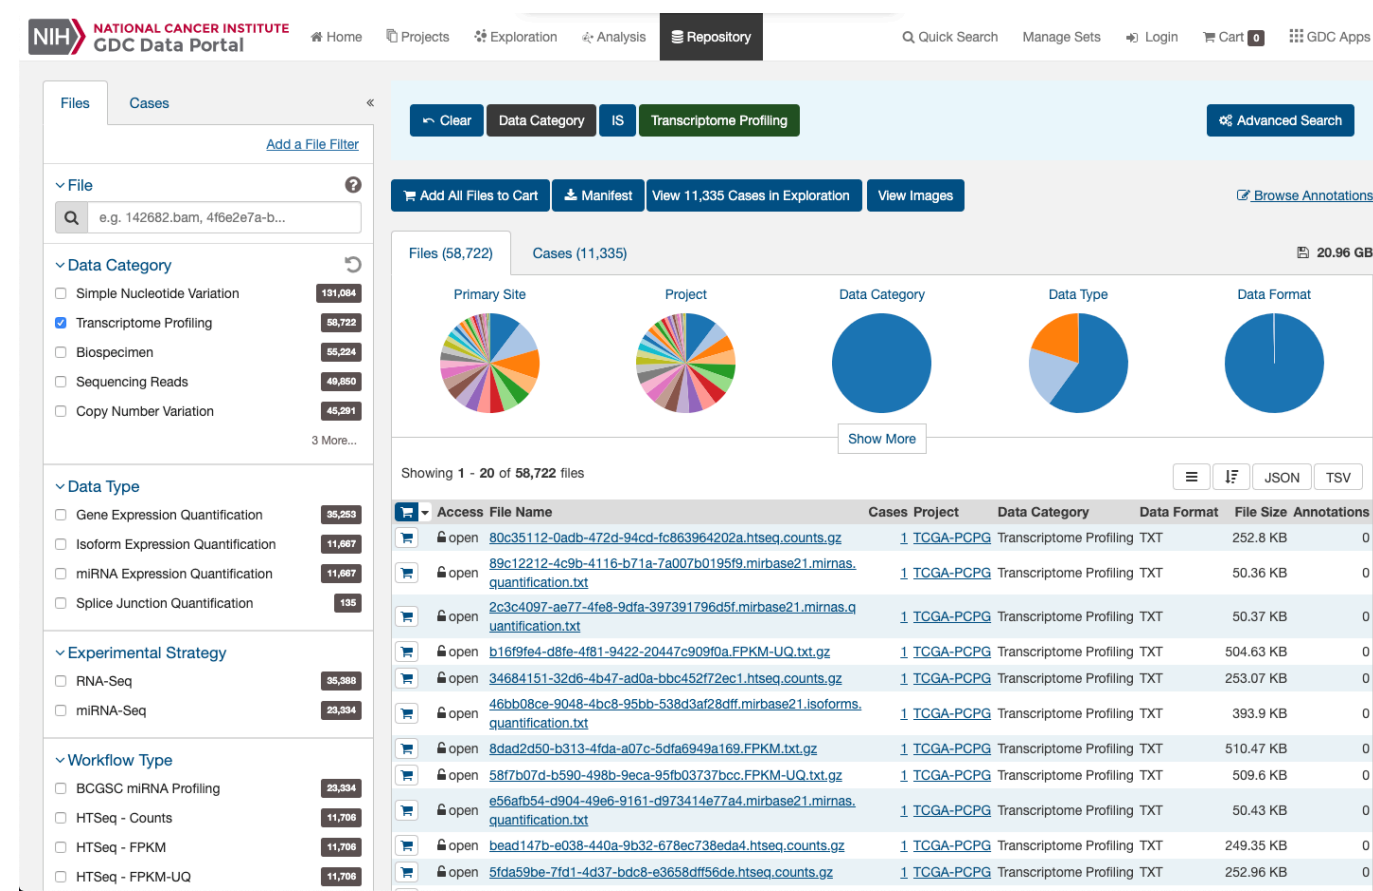 NIH NATIONAL CANCER INSTITUTE
GDC Data Portal
Home Projects Exploration Analysis Repository Quick Search Manage Sets Login Cart 0 GDC Apps
Files Cases «
Add a File Filter
File
e.g. 142682.bam, 4f6e2e7a-b...
Data Category
Simple Nucleotide Variation 131,084
Transcriptome Profiling 58,722
Biospecimen 55,224
Sequencing Reads 49,850
Copy Number Variation 45,291
3 More...
Data Type
Gene Expression Quantification 35,253
Isoform Expression Quantification 11,667
miRNA Expression Quantification 11,667
Splice Junction Quantification 135
Experimental Strategy
RNA-Seq 35,388
miRNA-Seq 23,334
Workflow Type
BCGSC miRNA Profiling 23,334
HTSeq - Counts 11,706
HTSeq - FPKM 11,706
HTSeq - FPKM-UQ 11,706
Clear Data Category IS Transcriptome Profiling Advanced Search
Add All Files to Cart Manifest View 11,335 Cases in Exploration View Images Browse Annotations
Files (58,722) Cases (11,335) 20.96 GB
Primary Site Project Data Category Data Type Data Format
Show More
Showing 1 - 20 of 58,722 files JSON TSV
Access File Name Cases Project Data Category Data Format File Size Annotations
open 80c35112-0adb-472d-94cd-fc863964202a.htseq.counts.gz 1 TCGA-PCPG Transcriptome Profiling TXT 252.8 KB 0
open 89c12212-4c9b-4116-b71a-7a007b0195f9.mirbase21.mirnas.
quantification.txt 1 TCGA-PCPG Transcriptome Profiling TXT 50.36 KB 0
open 2c3c4097-ae77-4fe8-9dfa-397391796d5f.mirbase21.mirnas.q
uantification.txt 1 TCGA-PCPG Transcriptome Profiling TXT 50.37 KB 0
open b16f9fe4-d8fe-4f81-9422-20447c909f0a.FPKM-UQ.txt.gz 1 TCGA-PCPG Transcriptome Profiling TXT 504.63 KB 0
open 34684151-32d6-4b47-ad0a-bbc452f72ec1.htseq.counts.gz 1 TCGA-PCPG Transcriptome Profiling TXT 253.07 KB 0
open 46bb08ce-9048-4bc8-95bb-538d3af28dff.mirbase21.isoforms.
quantification.txt 1 TCGA-PCPG Transcriptome Profiling TXT 393.9 KB 0
open 8dad2d50-b313-4fda-a07c-5dfa6949a169.FPKM.txt.gz 1 TCGA-PCPG Transcriptome Profiling TXT 510.47 KB 0
open 58f7b07d-b590-498b-9eca-95fb03737bcc.FPKM-UQ.txt.gz 1 TCGA-PCPG Transcriptome Profiling TXT 509.6 KB 0
open e56afb54-d904-49e6-9161-d973414e77a4.mirbase21.mirnas.
quantification.txt 1 TCGA-PCPG Transcriptome Profiling TXT 50.43 KB 0
open bead147b-e038-440a-9b32-678ec738eda4.htseq.counts.gz 1 TCGA-PCPG Transcriptome Profiling TXT 249.35 KB 0
open 5fda59be-7fd1-4d37-bdc8-e3658dff56de.htseq.counts.gz 1 TCGA-PCPG Transcriptome Profiling TXT 252.96 KB 0